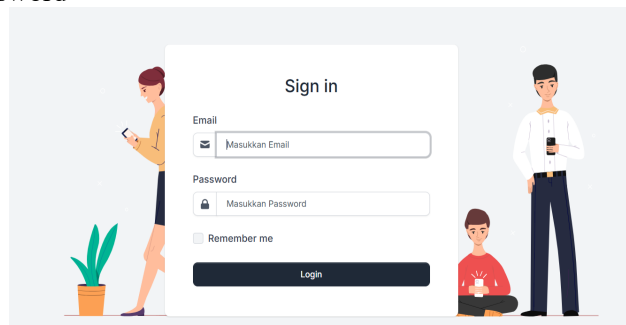 Sign in
Email
Masukkan Email
Password
Masukkan Password
Remember me
Login